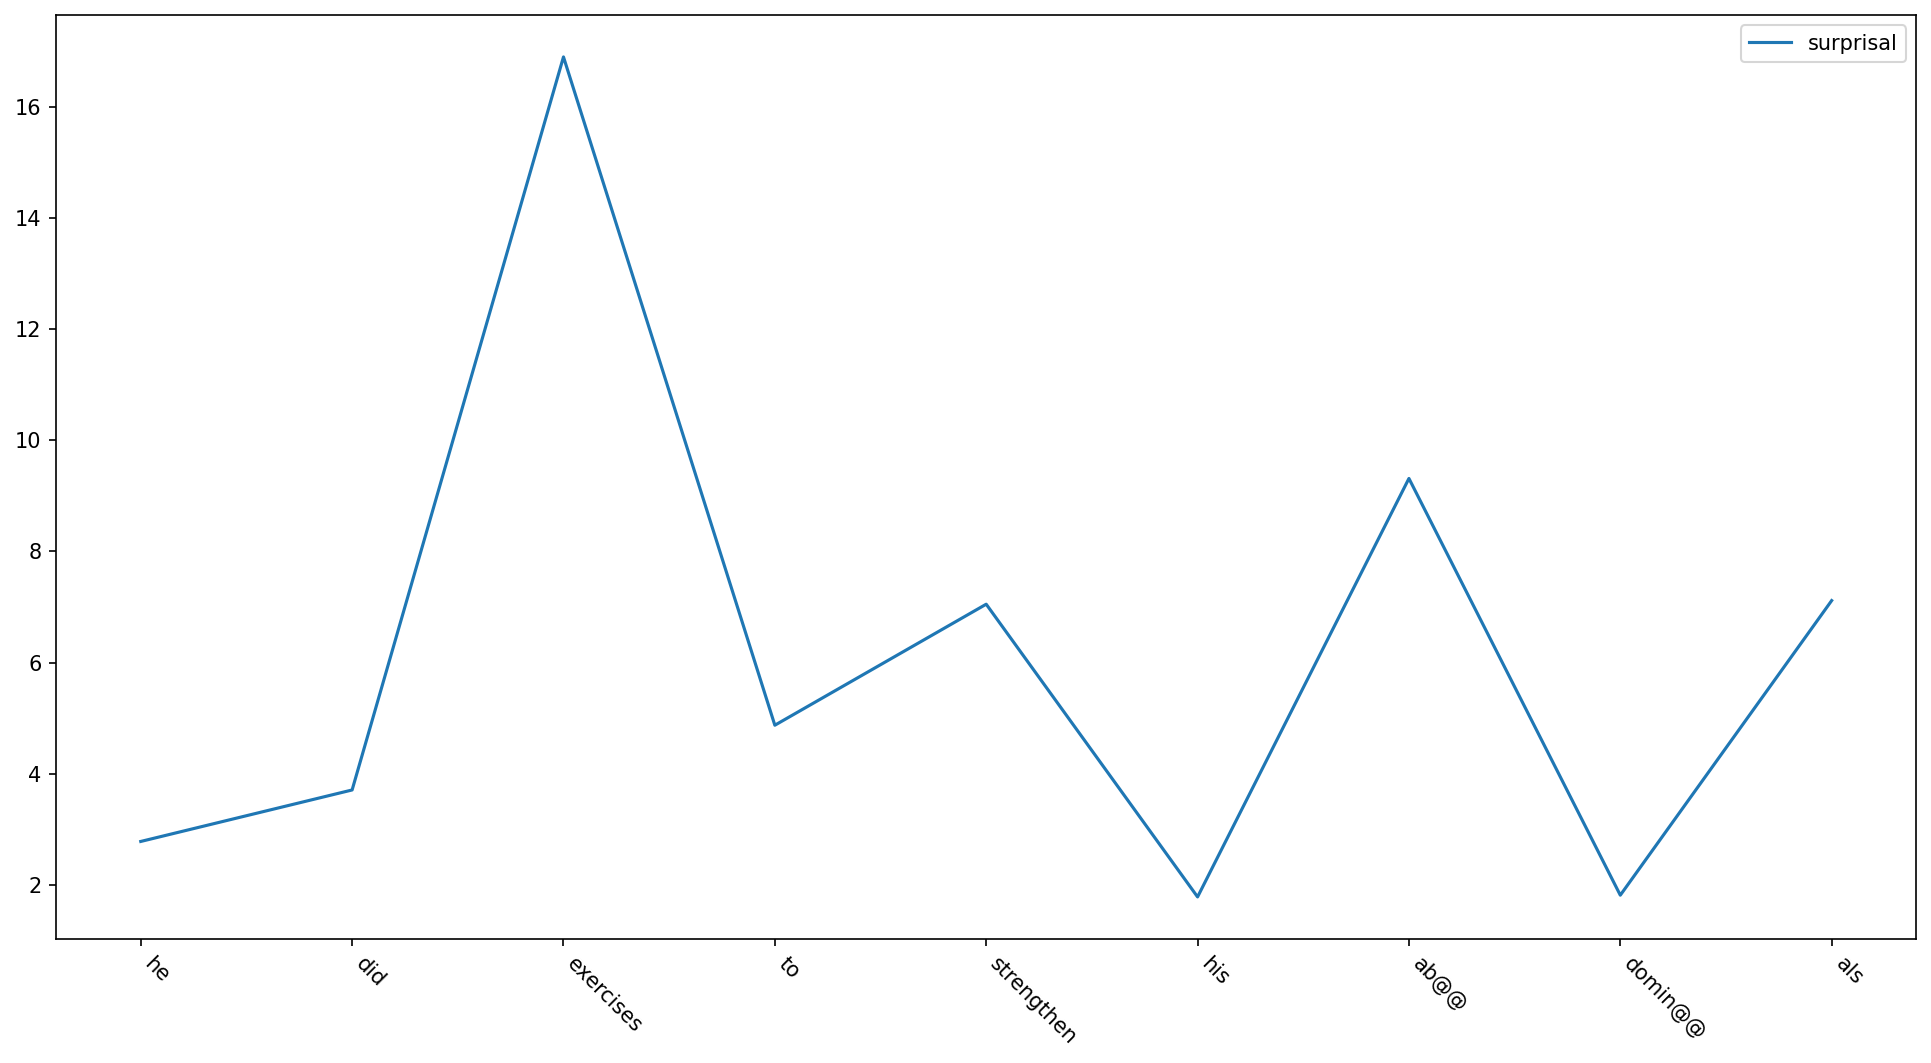 surprisal
16
14
12
10
8
6
4
2
he
did
exercises
to
strengthen
his
ab@@
domin@@
als